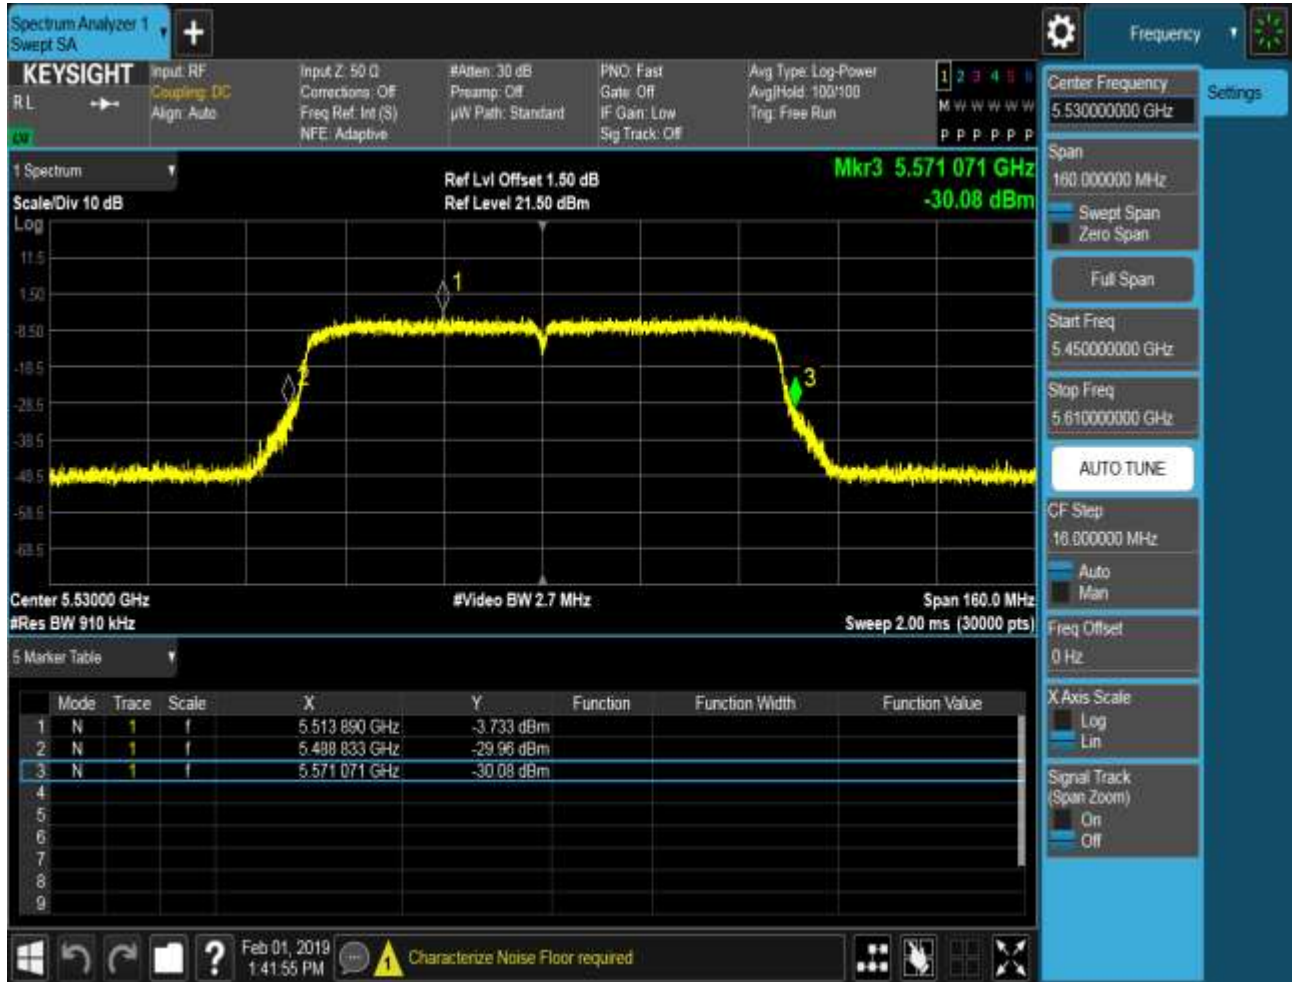 Spectrum Analyzer 1
Swept SA
+
Frequency
KEYSIGHT
R L
Input: RF
Coupling: DC
Align: Auto
Input Z: 50 Ω
Corrections: Off
Freq Ref: Int (S)
NFE: Adaptive
#Atten: 30 dB
Preamp: Off
µW Path: Standard
PNO: Fast
Gate: Off
IF Gain: Low
Sig Track: Off
Avg Type: Log-Power
Avg|Hold: 100/100
Trig: Free Run
1 2 3 4 5 6
M W W W W W
P P P P P P
1 Spectrum
Scale/Div 10 dB
Log
Ref Lvl Offset 1.50 dB
Ref Level 21.50 dBm
Mkr3 5.571 071 GHz
-30.08 dBm
11.5
1.50
-8.50
-18.5
-28.5
-38.5
-48.5
-58.5
-68.5
1
2
3
Center 5.53000 GHz
#Video BW 2.7 MHz
Span 160.0 MHz
#Res BW 910 kHz
Sweep 2.00 ms (30000 pts)
5 Marker Table
Mode Trace Scale X Y Function Function Width Function Value
1 N 1 f 5.513 890 GHz -3.733 dBm
2 N 1 f 5.488 833 GHz -29.96 dBm
3 N 1 f 5.571 071 GHz -30.08 dBm
4
5
6
7
8
9
Feb 01, 2019
1:41:55 PM
?
1
Characterize Noise Floor required
Settings
Center Frequency
5.530000000 GHz
Span
160.000000 MHz
Swept Span
Zero Span
Full Span
Start Freq
5.450000000 GHz
Stop Freq
5.610000000 GHz
AUTO TUNE
CF Step
16.000000 MHz
Auto
Man
Freq Offset
0 Hz
X Axis Scale
Log
Lin
Signal Track
(Span Zoom)
On
Off